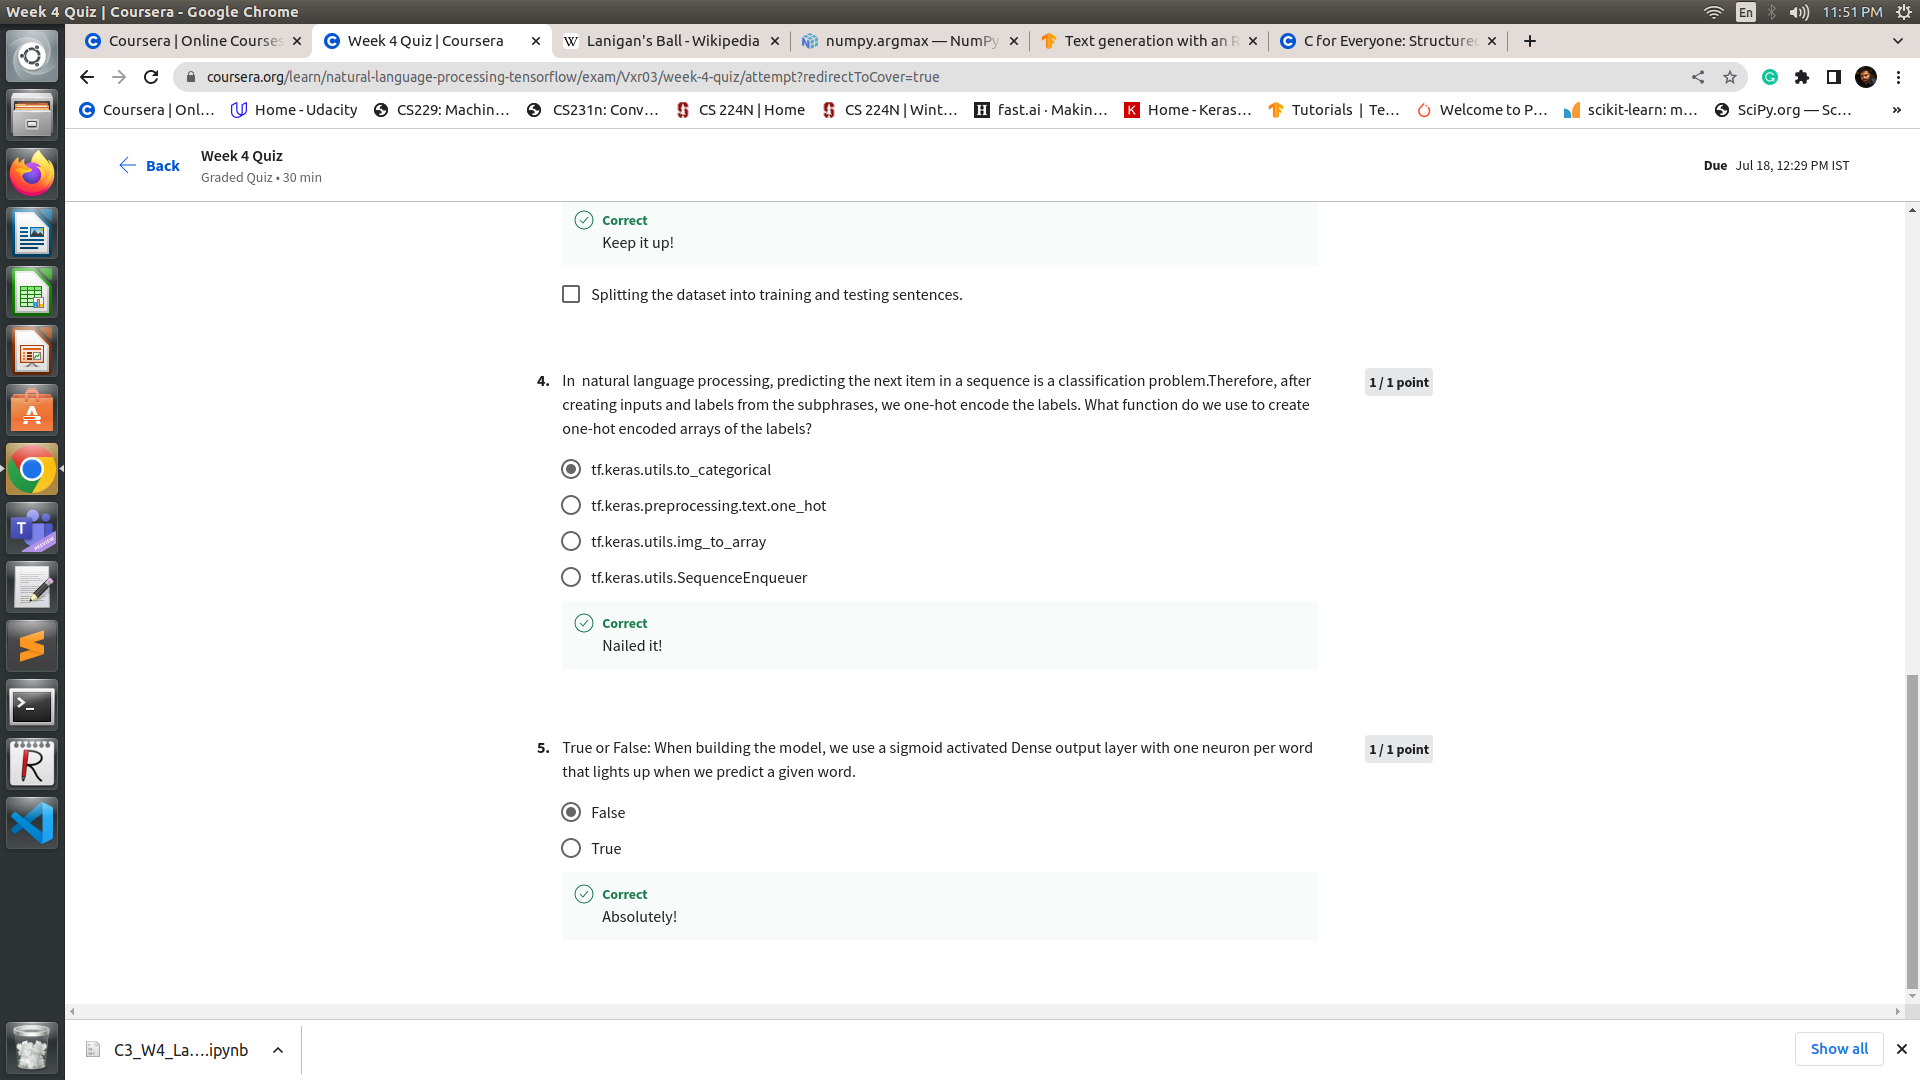 Week 4 Quiz | Coursera - Google Chrome
En
11:51 PM
Coursera | Online Courses
Week 4 Quiz | Coursera
Lanigan's Ball - Wikipedia
numpy.argmax — NumPy
Text generation with an R
C for Everyone: Structured
coursera.org/learn/natural-language-processing-tensorflow/exam/Vxr03/week-4-quiz/attempt?redirectToCover=true
Coursera | Onl...
Home - Udacity
CS229: Machin...
CS231n: Conv...
CS 224N | Home
CS 224N | Wint...
fast.ai · Makin...
Home - Keras...
Tutorials | Te...
Welcome to P...
scikit-learn: m...
SciPy.org — Sc...
»
Back
Week 4 Quiz
Graded Quiz • 30 min
Due Jul 18, 12:29 PM IST
Correct
Keep it up!
Splitting the dataset into training and testing sentences.
4. In natural language processing, predicting the next item in a sequence is a classification problem.Therefore, after
creating inputs and labels from the subphrases, we one-hot encode the labels. What function do we use to create
one-hot encoded arrays of the labels?
1 / 1 point
tf.keras.utils.to_categorical
tf.keras.preprocessing.text.one_hot
tf.keras.utils.img_to_array
tf.keras.utils.SequenceEnqueuer
Correct
Nailed it!
5. True or False: When building the model, we use a sigmoid activated Dense output layer with one neuron per word
that lights up when we predict a given word.
1 / 1 point
False
True
Correct
Absolutely!
C3_W4_La....ipynb
Show all